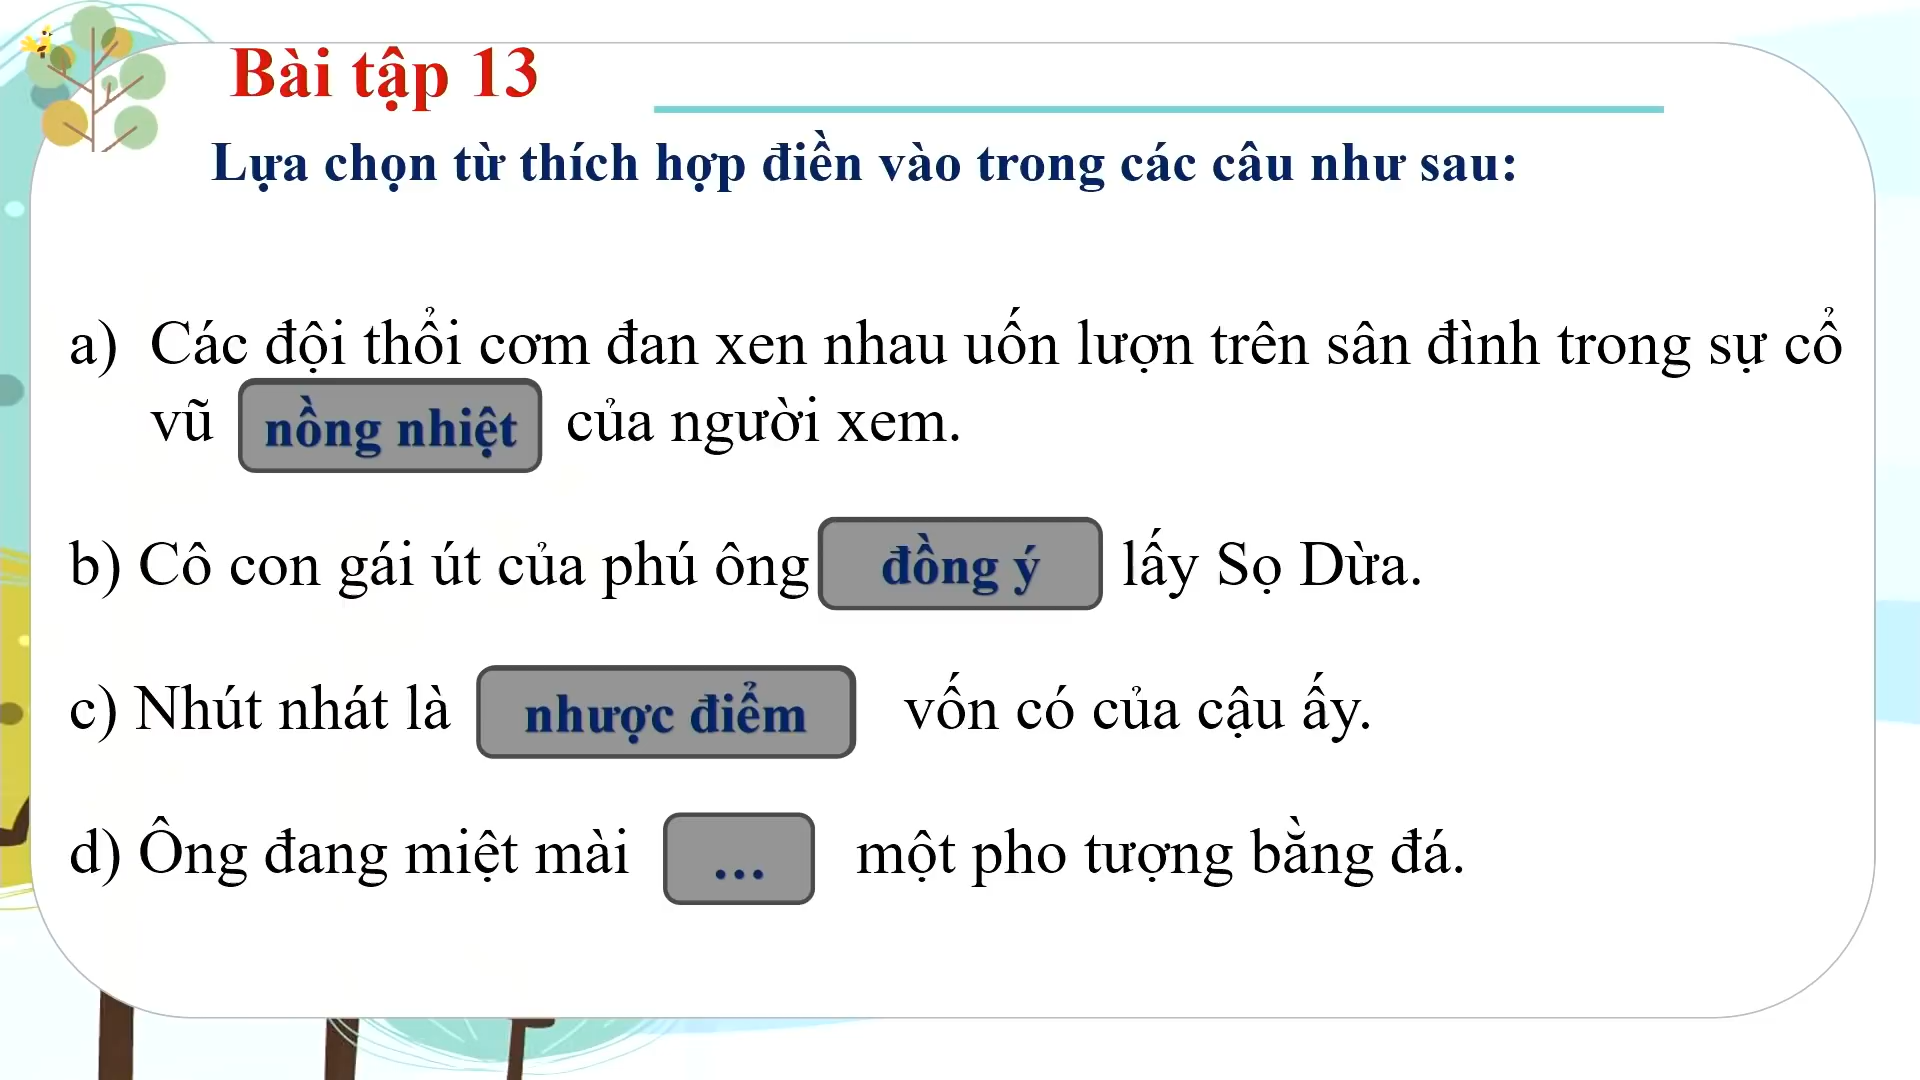 Bài tập 13
Lựa chọn từ thích hợp điền vào trong các câu như sau:
a) Các đội thổi cơm đan xen nhau uốn lượn trên sân đình trong sự cổ
vũ nồng nhiệt của người xem.
b) Cô con gái út của phú ông đồng ý lấy Sọ Dừa.
c) Nhút nhát là nhược điểm vốn có của cậu ấy.
d) Ông đang miệt mài ... một pho tượng bằng đá.